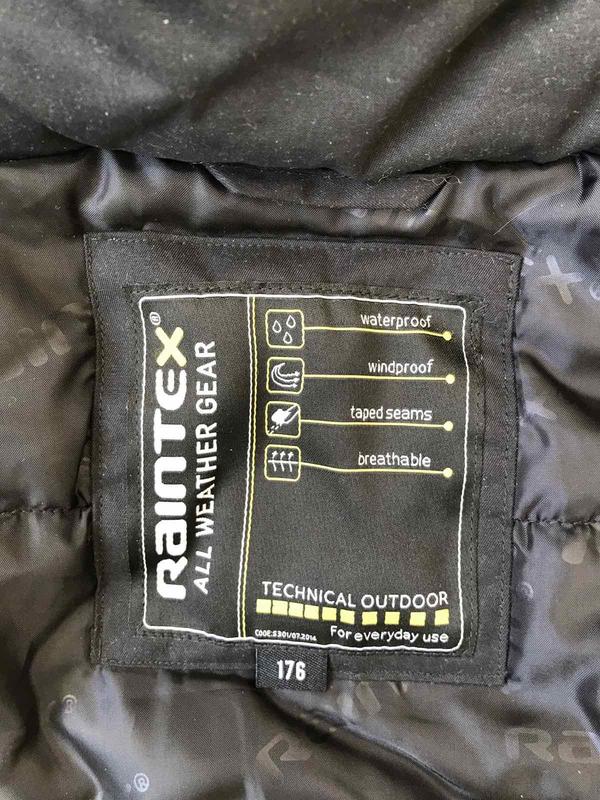 RAINTEX®
ALL WEATHER GEAR
waterproof
windproof
taped seams
breathable
TECHNICAL OUTDOOR
CODE:S301/07.2014
For everyday use
176
X
Ra
®